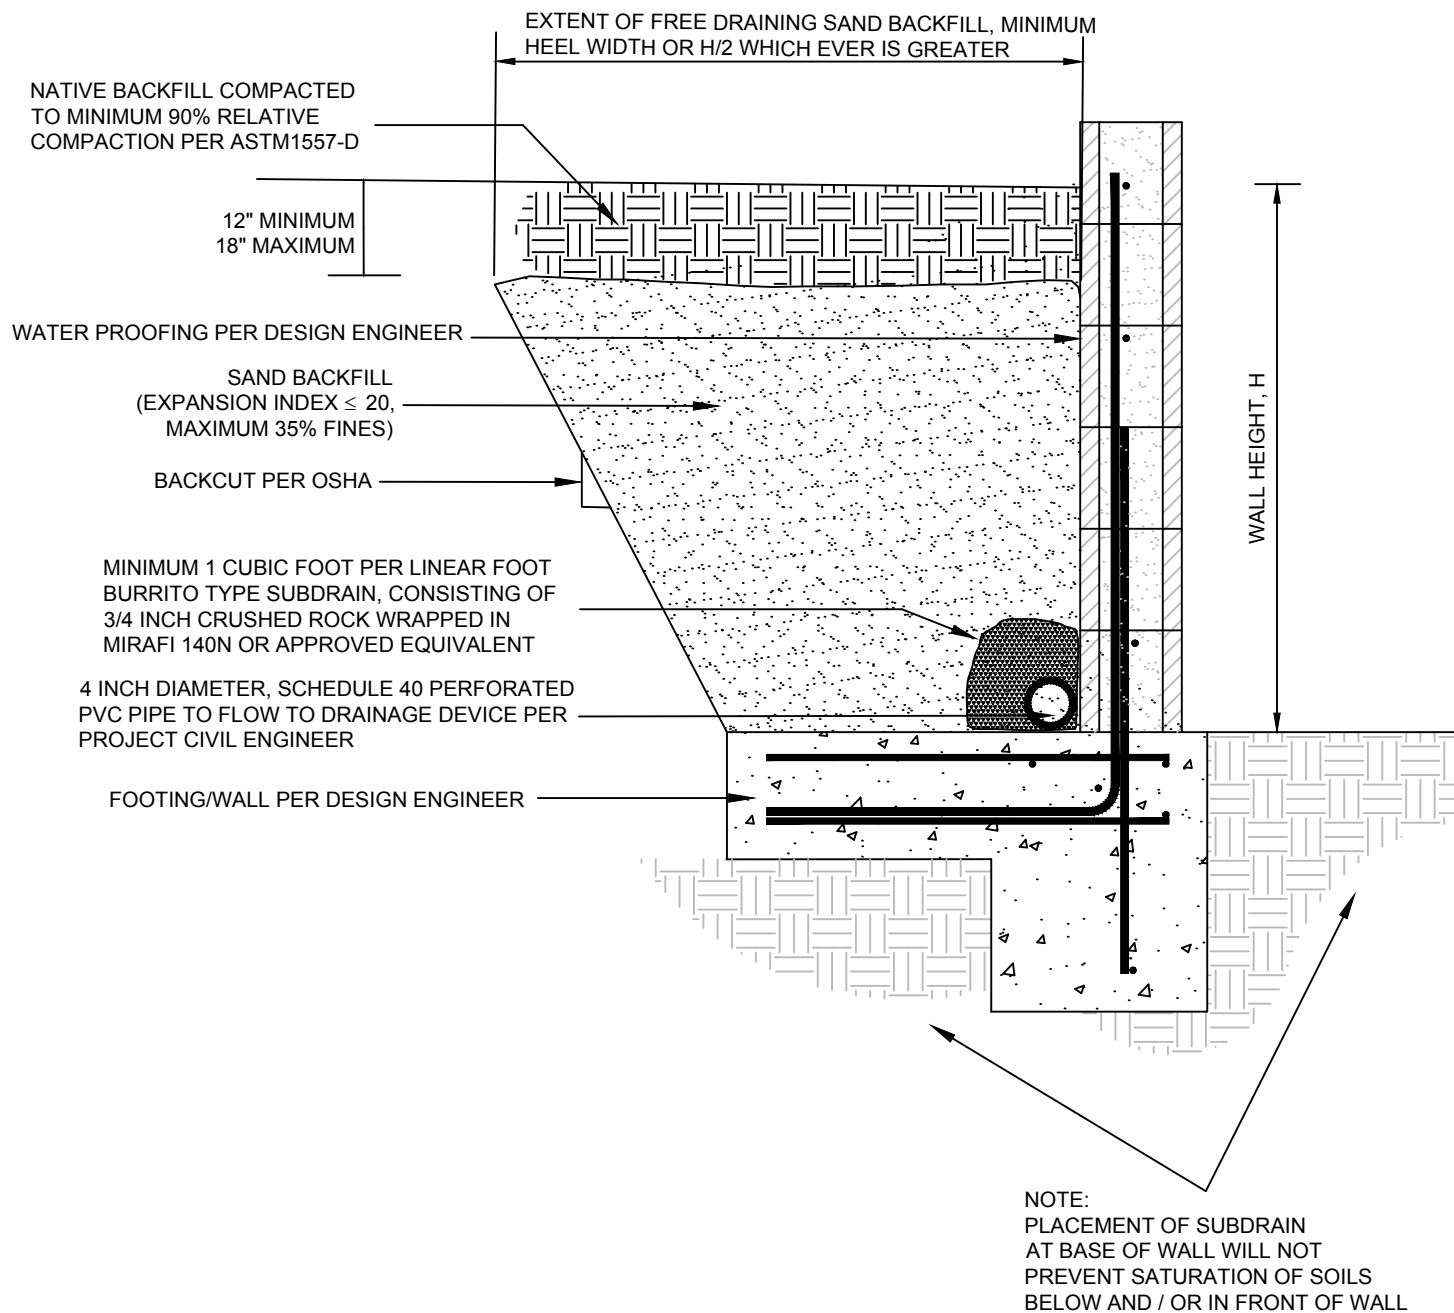 EXTENT OF FREE DRAINING SAND BACKFILL, MINIMUM
HEEL WIDTH OR H/2 WHICH EVER IS GREATER
NATIVE BACKFILL COMPACTED
TO MINIMUM 90% RELATIVE
COMPACTION PER ASTM1557-D
12" MINIMUM
18" MAXIMUM
WATER PROOFING PER DESIGN ENGINEER
SAND BACKFILL
(EXPANSION INDEX ≤ 20,
MAXIMUM 35% FINES)
BACKCUT PER OSHA
WALL HEIGHT, H
MINIMUM 1 CUBIC FOOT PER LINEAR FOOT
BURRITO TYPE SUBDRAIN, CONSISTING OF
3/4 INCH CRUSHED ROCK WRAPPED IN
MIRAFI 140N OR APPROVED EQUIVALENT
4 INCH DIAMETER, SCHEDULE 40 PERFORATED
PVC PIPE TO FLOW TO DRAINAGE DEVICE PER
PROJECT CIVIL ENGINEER
FOOTING/WALL PER DESIGN ENGINEER
NOTE:
PLACEMENT OF SUBDRAIN
AT BASE OF WALL WILL NOT
PREVENT SATURATION OF SOILS
BELOW AND / OR IN FRONT OF WALL